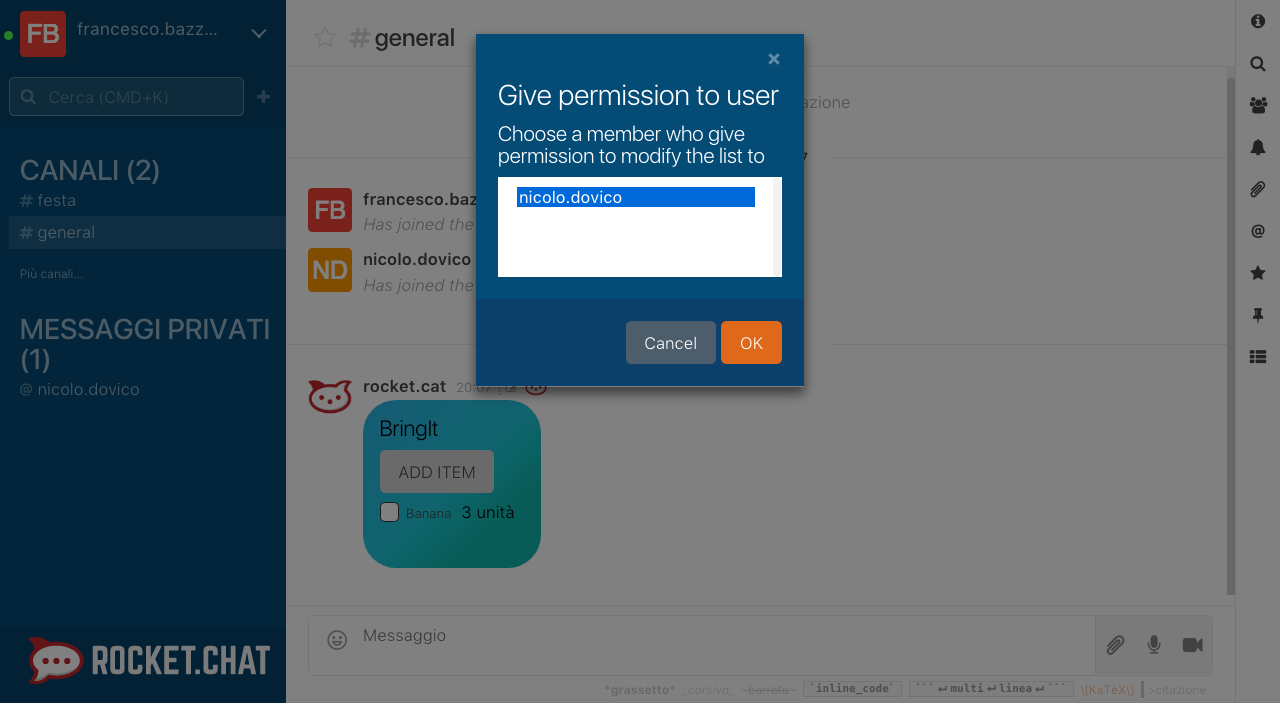 FB francesco.bazz...
Cerca (CMD+K)
CANALI (2)
# festa
# general
Più canali...
MESSAGGI PRIVATI
(1)
@ nicolo.dovico
ROCKET.CHAT
#general
azione
7
FB francesco.baz
Has joined the
ND nicolo.dovico
Has joined the
×
Give permission to user
Choose a member who give
permission to modify the list to
nicolo.dovico
Cancel OK
rocket.cat 20:07
BringIt
ADD ITEM
Banana 3 unità
Messaggio
*grassetto* _corsivo_ ~barrato~ `inline_code` ```↵multi↵linea↵``` \[KaTeX\] >citazione
@